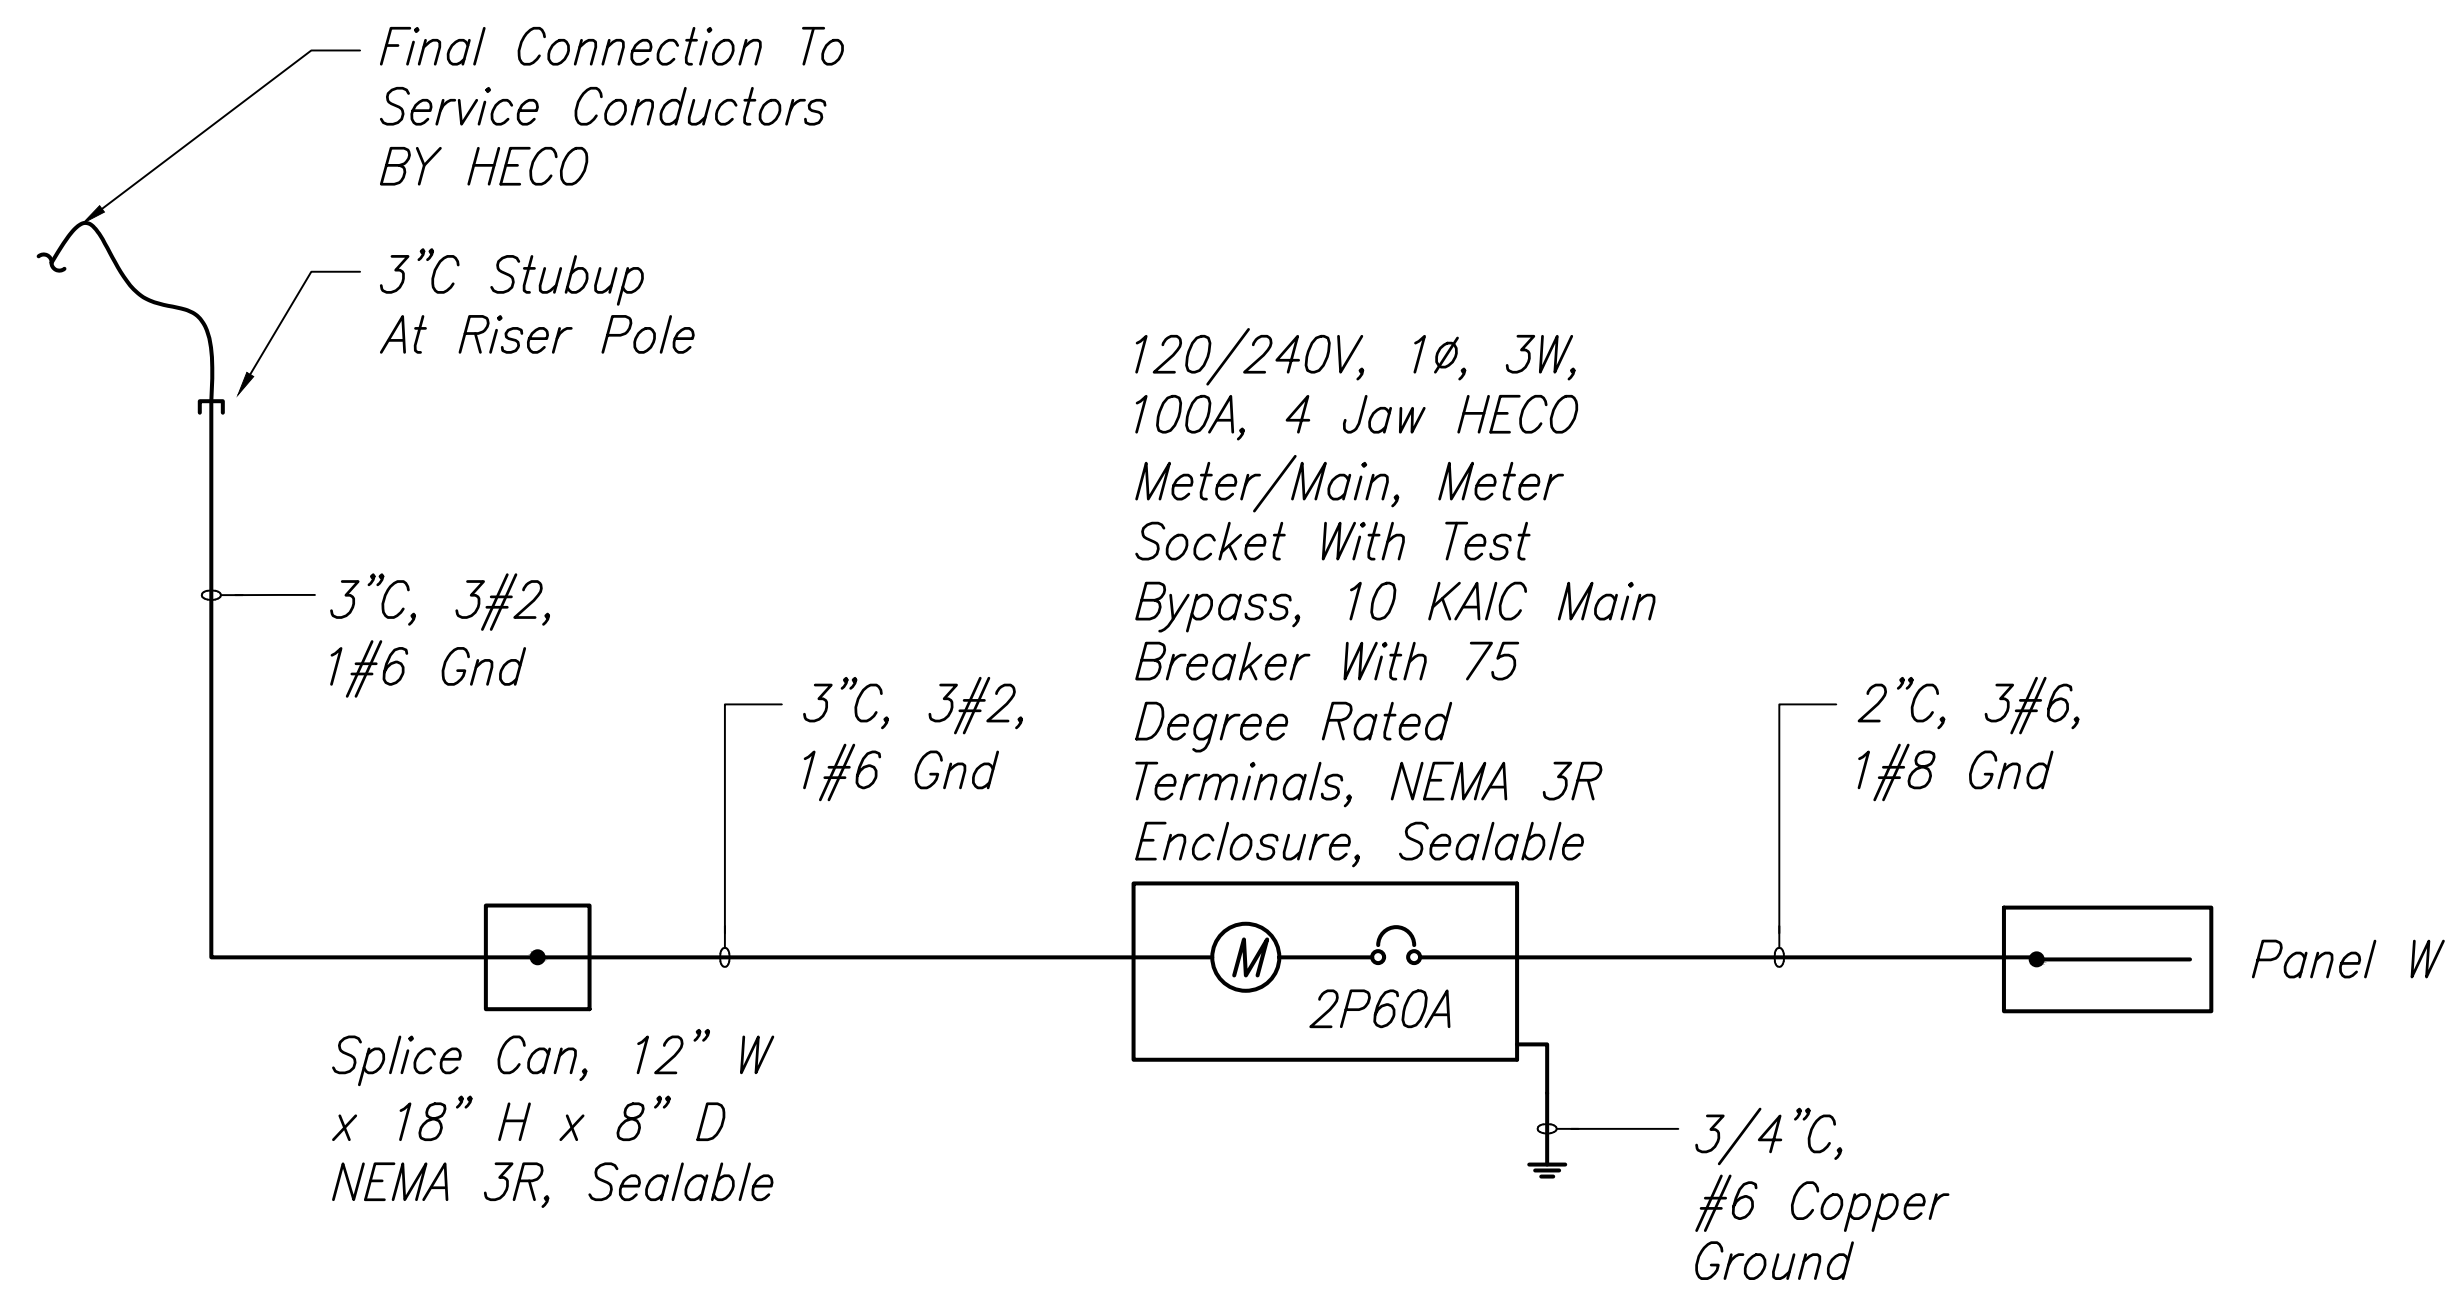 Final Connection To
Service Conductors
BY HECO
3"C Stubup
At Riser Pole
120/240V, 1ø, 3W,
100A, 4 Jaw HECO
Meter/Main, Meter
Socket With Test
Bypass, 10 KAIC Main
Breaker With 75
Degree Rated
Terminals, NEMA 3R
Enclosure, Sealable
3"C, 3#2,
1#6 Gnd
3"C, 3#2,
1#6 Gnd
2"C, 3#6,
1#8 Gnd
M
2P60A
Panel W
Splice Can, 12" W
x 18" H x 8" D
NEMA 3R, Sealable
3/4"C,
#6 Copper
Ground